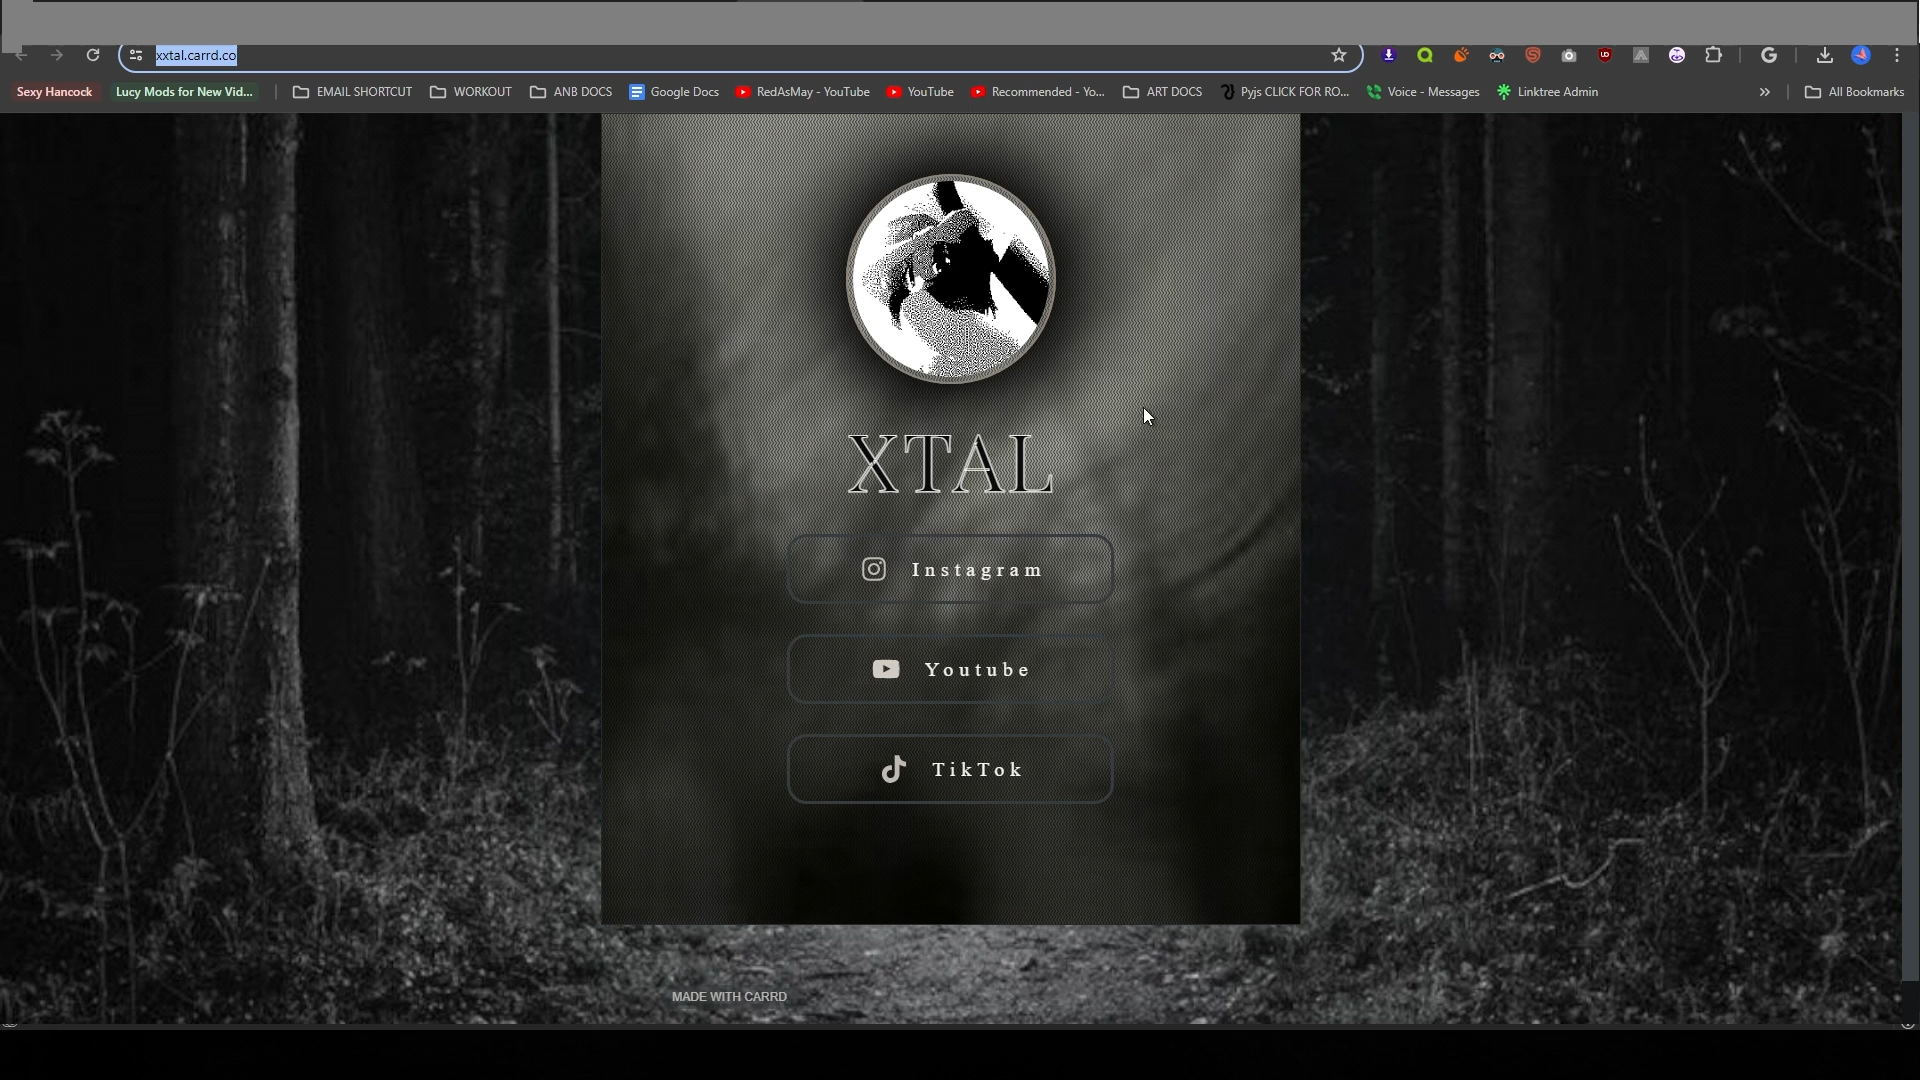 xxtal.carrd.co
Sexy Hancock Lucy Mods for New Vid... EMAIL SHORTCUT WORKOUT ANB DOCS Google Docs RedAsMay - YouTube YouTube Recommended - Yo... ART DOCS Pyjs CLICK FOR RO... Voice - Messages Linktree Admin » All Bookmarks
XTAL
Instagram
Youtube
TikTok
MADE WITH CARRD